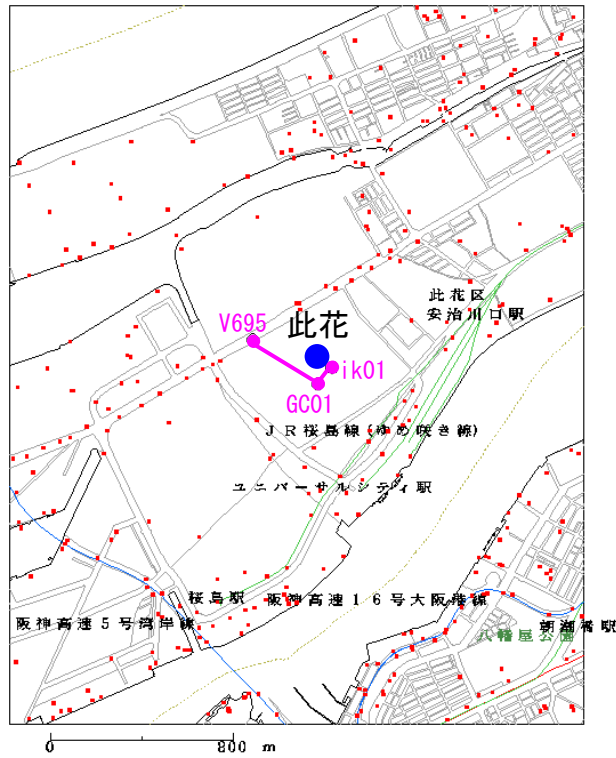 此花区
安治川口駅
V695
此花
ik01
GC01
JR桜島線(ゆめ咲き線)
ユニバーサルシティ駅
桜島駅
阪神高速16号大阪港線
阪神高速5号湾岸線
朝潮橋駅
八幡屋公園
0 800 m